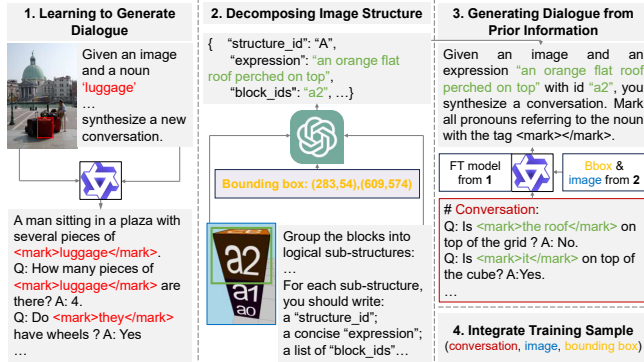 1. Learning to Generate
Dialogue
Given an image
and a noun
‘luggage’
…
synthesize a new
conversation.
A man sitting in a plaza with
several pieces of
<mark>luggage</mark>.
Q: How many pieces of
<mark>luggage</mark> are
there? A: 4.
Q: Do <mark>they</mark>
have wheels ? A: Yes
…
2. Decomposing Image Structure
{ “structure_id”: “A”,
“expression”: “an orange flat
roof perched on top”,
“block_ids”: “a2”, …}
Bounding box: (283,54),(609,574)
a2
a1
a0
Group the blocks into
logical sub-structures:
…
For each sub-structure,
you should write:
a “structure_id”;
a concise “expression”;
a list of “block_ids”…
3. Generating Dialogue from
Prior Information
Given an image and an
expression “an orange flat roof
perched on top” with id “a2”, you
synthesize a conversation. Mark
all pronouns referring to the noun
with the tag <mark></mark>.
FT model
from 1
Bbox &
image from 2
# Conversation:
Q: Is <mark>the roof</mark> on
top of the grid ? A: No.
Q: Is <mark>it</mark> on top of
the cube? A:Yes.
…
4. Integrate Training Sample
(conversation, image, bounding box)